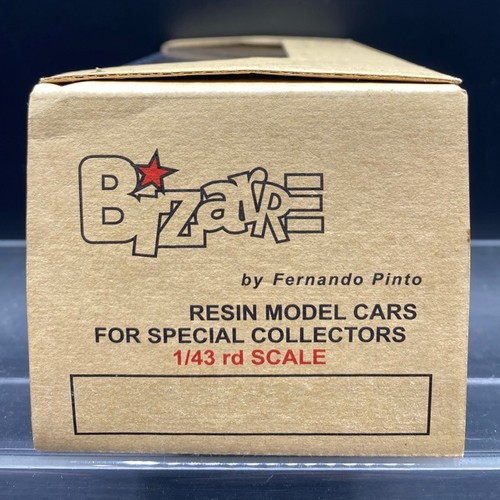 BIZARRE
by Fernando Pinto
RESIN MODEL CARS
FOR SPECIAL COLLECTORS
1/43 rd SCALE